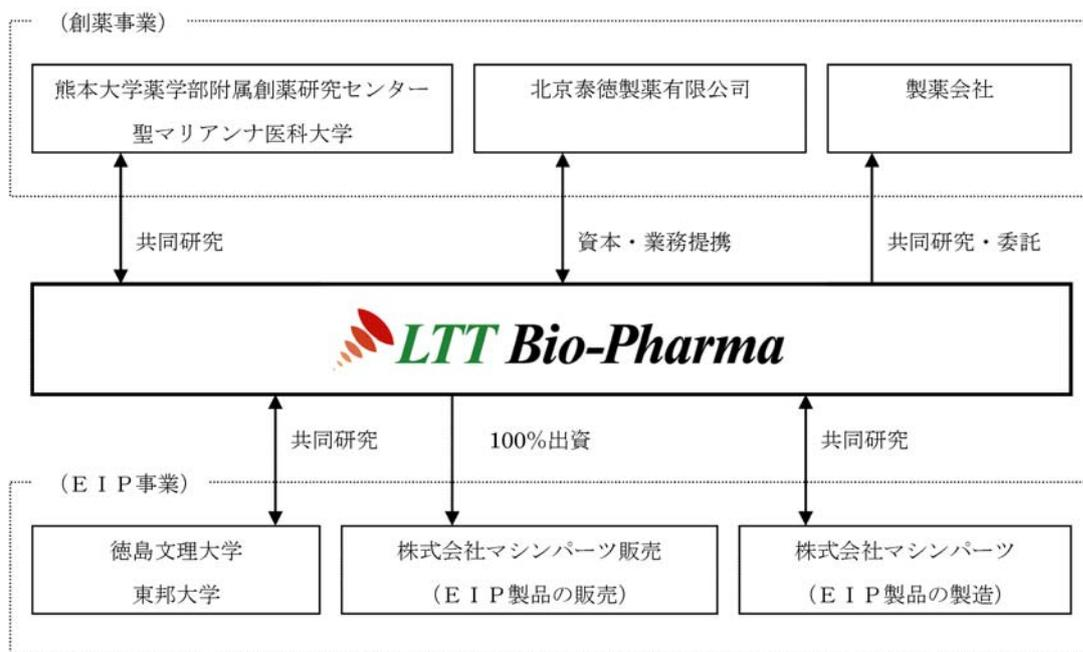 (創薬事業)
熊本大学薬学部附属創薬研究センター
聖マリアンナ医科大学
北京泰徳製薬有限公司
製薬会社
共同研究
資本・業務提携
共同研究・委託
LTT Bio-Pharma
共同研究
100%出資
共同研究
(EIP事業)
徳島文理大学
東邦大学
株式会社マシンパーツ販売
(EIP製品の販売)
株式会社マシンパーツ
(EIP製品の製造)